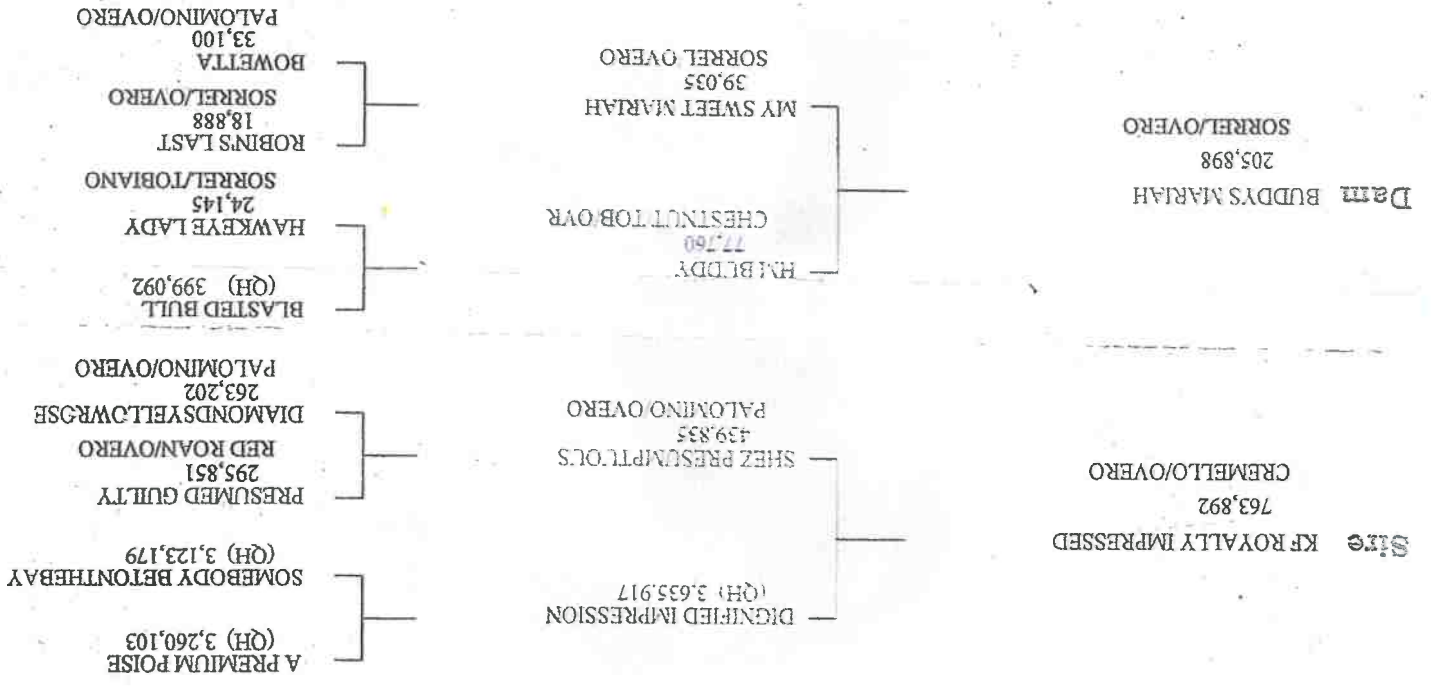 Sire KF ROYALLY IMPRESSED
763,892
CREMELLO/OVERO
DIGNIFIED IMPRESSION
(QH) 3,635,917
SHEZ PRESUMPTUOUS
439,835
PALOMINO/OVERO
A PREMIUM POISE
(QH) 3,260,103
SOMEBODY BETONTHEBAY
(QH) 3,123,179
PRESUMED GUILTY
295,851
RED ROAN/OVERO
DIAMONDSYELLOWROSE
263,202
PALOMINO/OVERO
Dam BUDDYS MARIAH
205,898
SORREL/OVERO
HM BUDDY
77,760
CHESTNUT TOB/OVR
MY SWEET MARIAH
39,035
SORREL OVERO
BLASTED BULL
(QH) 399,092
HAWKEYE LADY
24,145
SORREL/TOBIANO
ROBIN'S LAST
18,888
SORREL/OVERO
BOWETTA
33,100
PALOMINO/OVERO